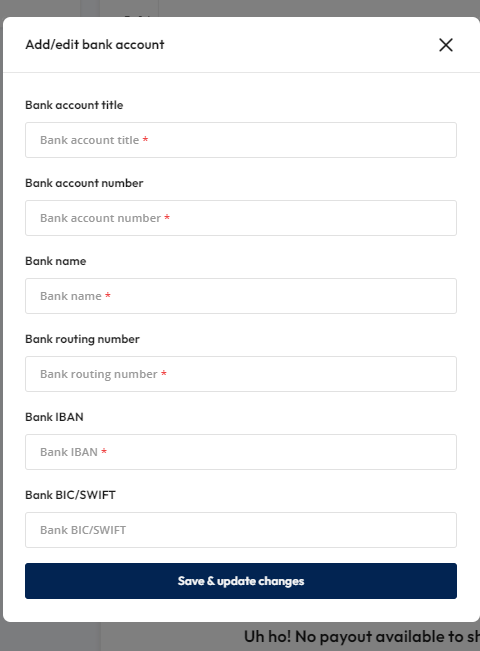 Add/edit bank account
Bank account title
Bank account title *
Bank account number
Bank account number *
Bank name
Bank name *
Bank routing number
Bank routing number *
Bank IBAN
Bank IBAN *
Bank BIC/SWIFT
Bank BIC/SWIFT
Save & update changes
Uh ho! No payout available to sh